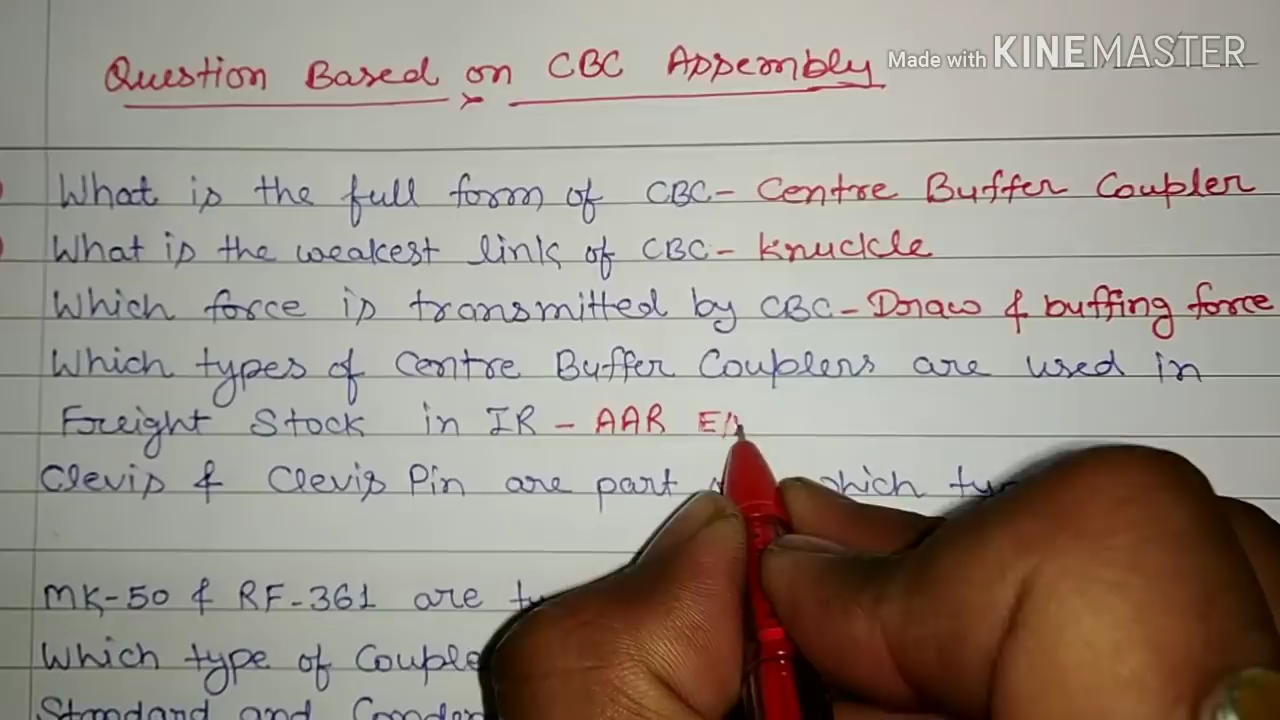 Question Based on CBC Assembly
Made with KINEMASTER
What is the full form of CBC - Centre Buffer Coupler
What is the weakest link of CBC - Knuckle
Which force is transmitted by CBC - Draw & buffing force
Which types of Centre Buffer Couplers are used in
Freight Stock in IR - AAR
Clevis & Clevis Pin are part which
MK-50 & RF-361 are
Which type of
Standard and